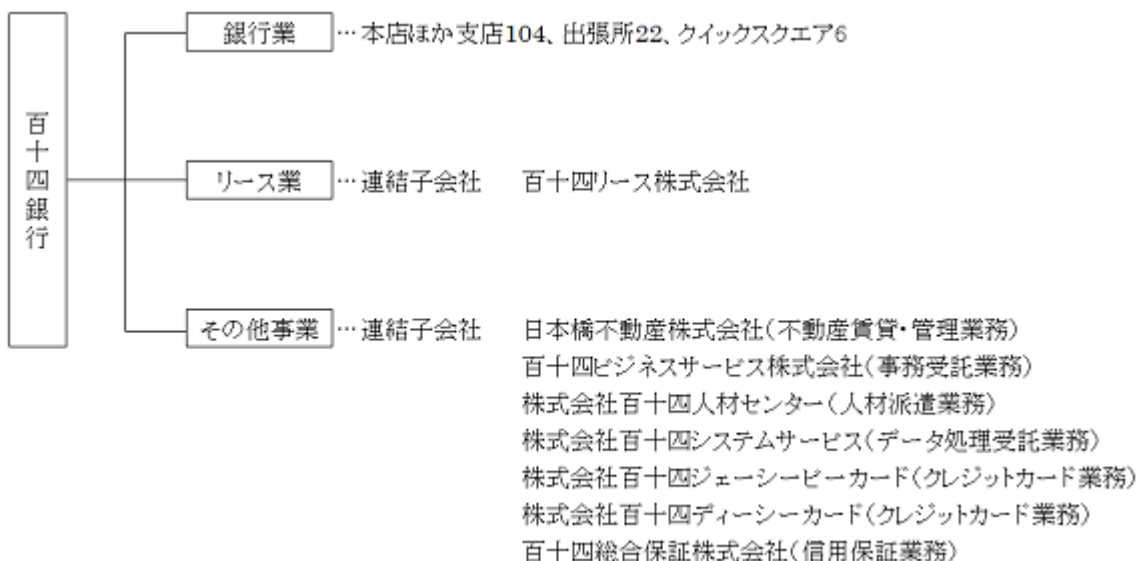 百十四銀行
銀行業 … 本店ほか支店104、出張所22、クイックスクエア6
リース業 … 連結子会社 百十四リース株式会社
その他事業 … 連結子会社 日本橋不動産株式会社(不動産賃貸・管理業務)
百十四ビジネスサービス株式会社(事務受託業務)
株式会社百十四人材センター(人材派遣業務)
株式会社百十四システムサービス(データ処理受託業務)
株式会社百十四ジェーシービーカード(クレジットカード業務)
株式会社百十四ディーシーカード(クレジットカード業務)
百十四総合保証株式会社(信用保証業務)